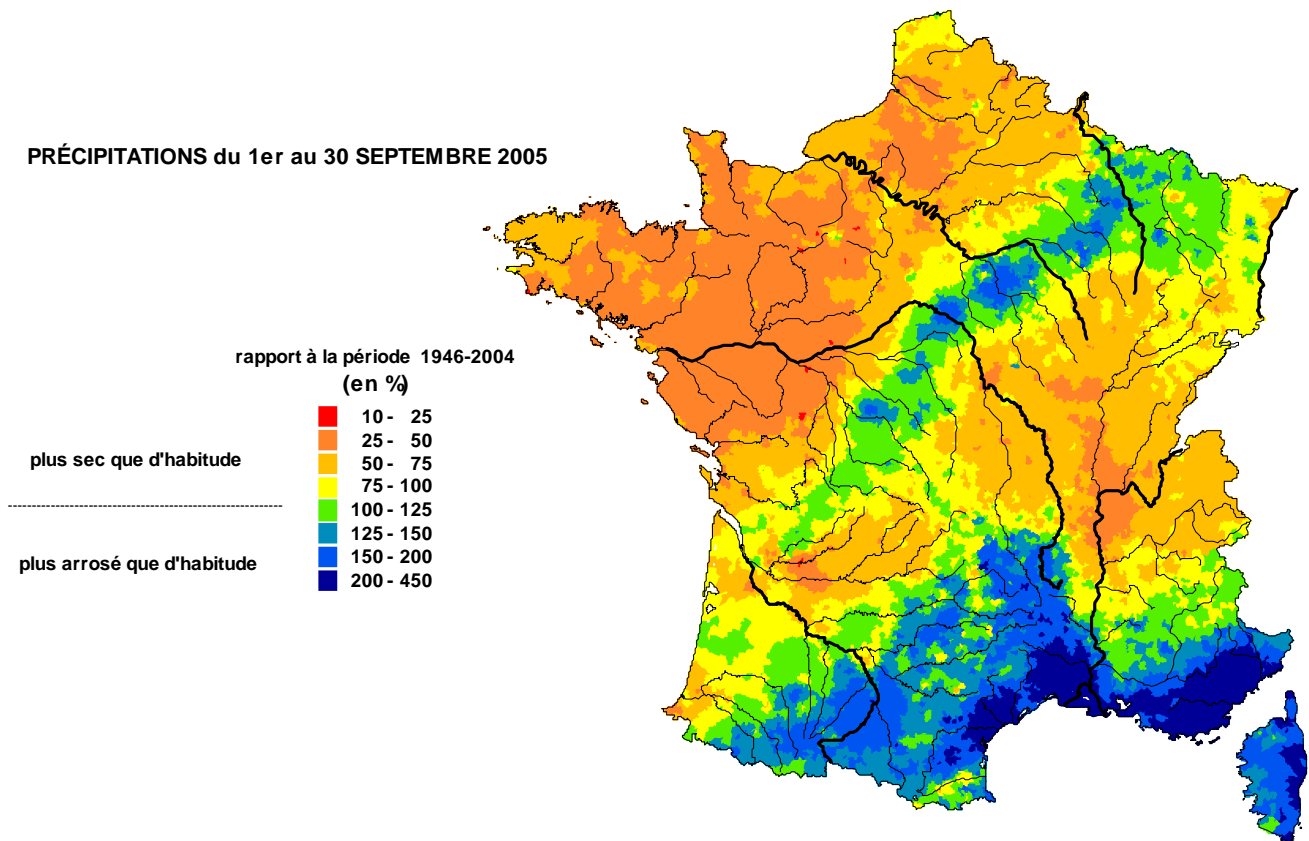 PRÉCIPITATIONS du 1er au 30 SEPTEMBRE 2005
rapport à la période 1946-2004
(en %)
10 - 25
25 - 50
50 - 75
75 - 100
100 - 125
125 - 150
150 - 200
200 - 450
plus sec que d'habitude
plus arrosé que d'habitude